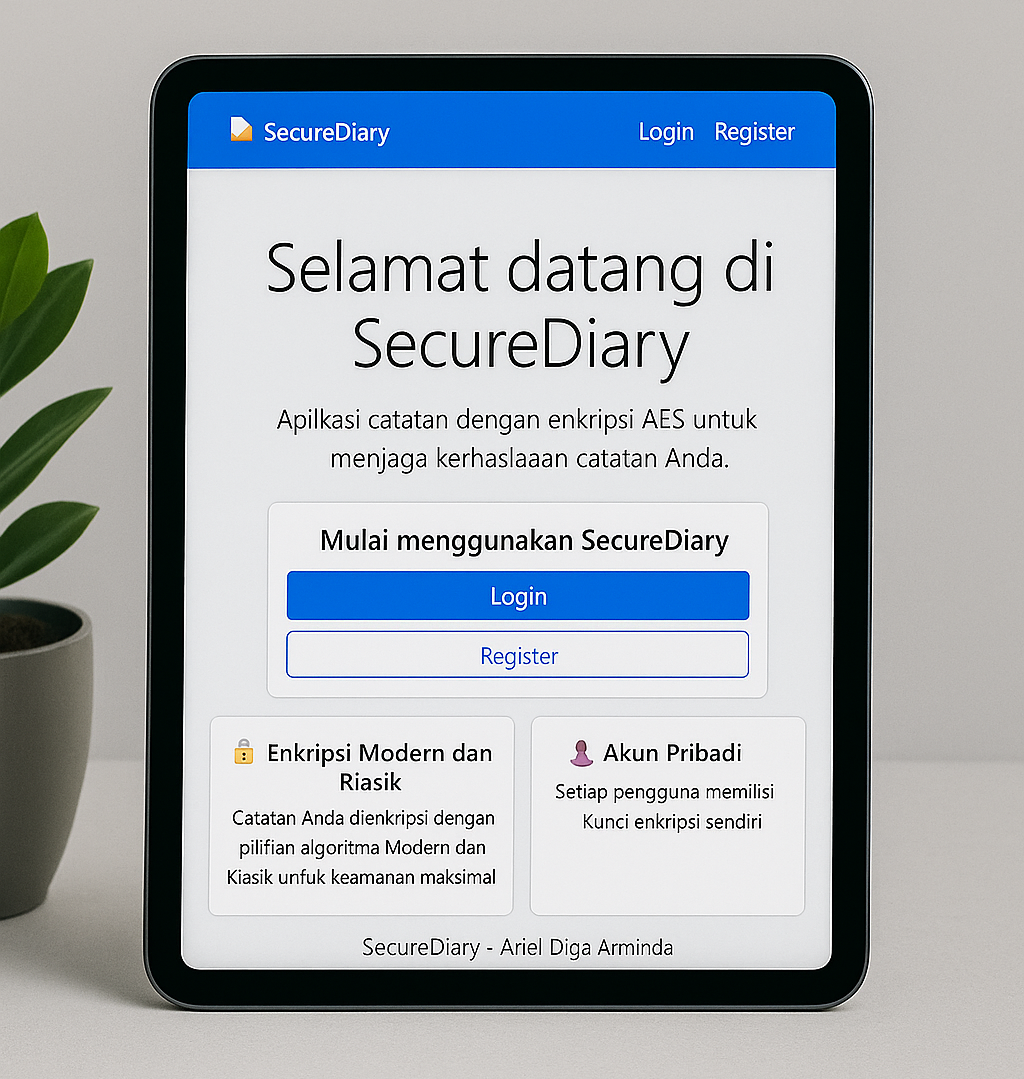 SecureDiary
Login Register
Selamat datang di
SecureDiary
Apilkasi catatan dengan enkripsi AES untuk
menjaga kerhaslaaan catatan Anda.
Mulai menggunakan SecureDiary
Login
Register
Enkripsi Modern dan
Riasik
Catatan Anda dienkripsi dengan
pilifian algoritma Modern dan
Kiasik unfuk keamanan maksimal
Akun Pribadi
Setiap pengguna memilisi
Kunci enkripsi sendiri
SecureDiary - Ariel Diga Arminda